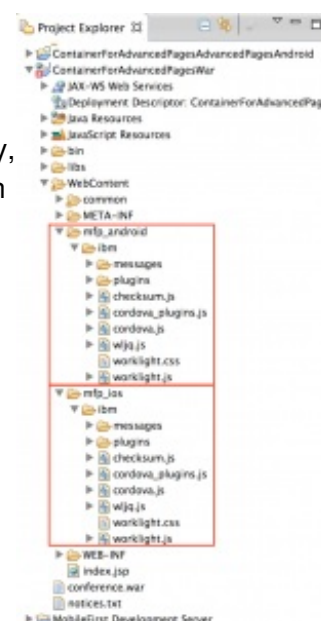 Project Explorer
ContainerForAdvancedPagesAdvancedPagesAndroid
ContainerForAdvancedPagesWar
JAX-WS Web Services
Deployment Descriptor: ContainerForAdvancedPag
Java Resources
JavaScript Resources
bin
libs
WebContent
common
META-INF
mfp_android
ibm
messages
plugins
checksum.js
cordova_plugins.js
cordova.js
wljq.js
worklight.css
worklight.js
mfp_ios
ibm
messages
plugins
checksum.js
cordova_plugins.js
cordova.js
wljq.js
worklight.css
worklight.js
WEB-INF
index.jsp
conference.war
notices.txt
MobileFirst Development Server